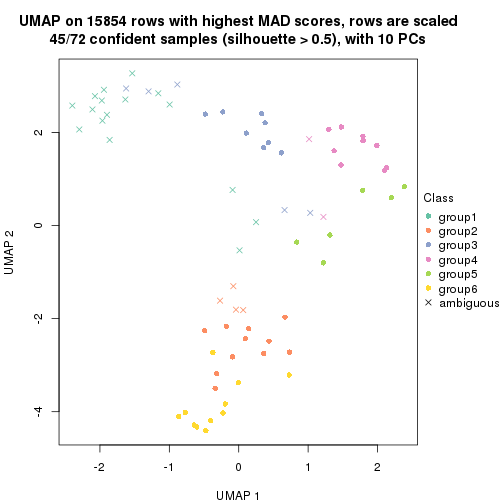 UMAP on 15854 rows with highest MAD scores, rows are scaled
45/72 confident samples (silhouette > 0.5), with 10 PCs
UMAP 2
2
0
-2
-4
-2
-1
0
1
2
UMAP 1
Class
group1
group2
group3
group4
group5
group6
ambiguous